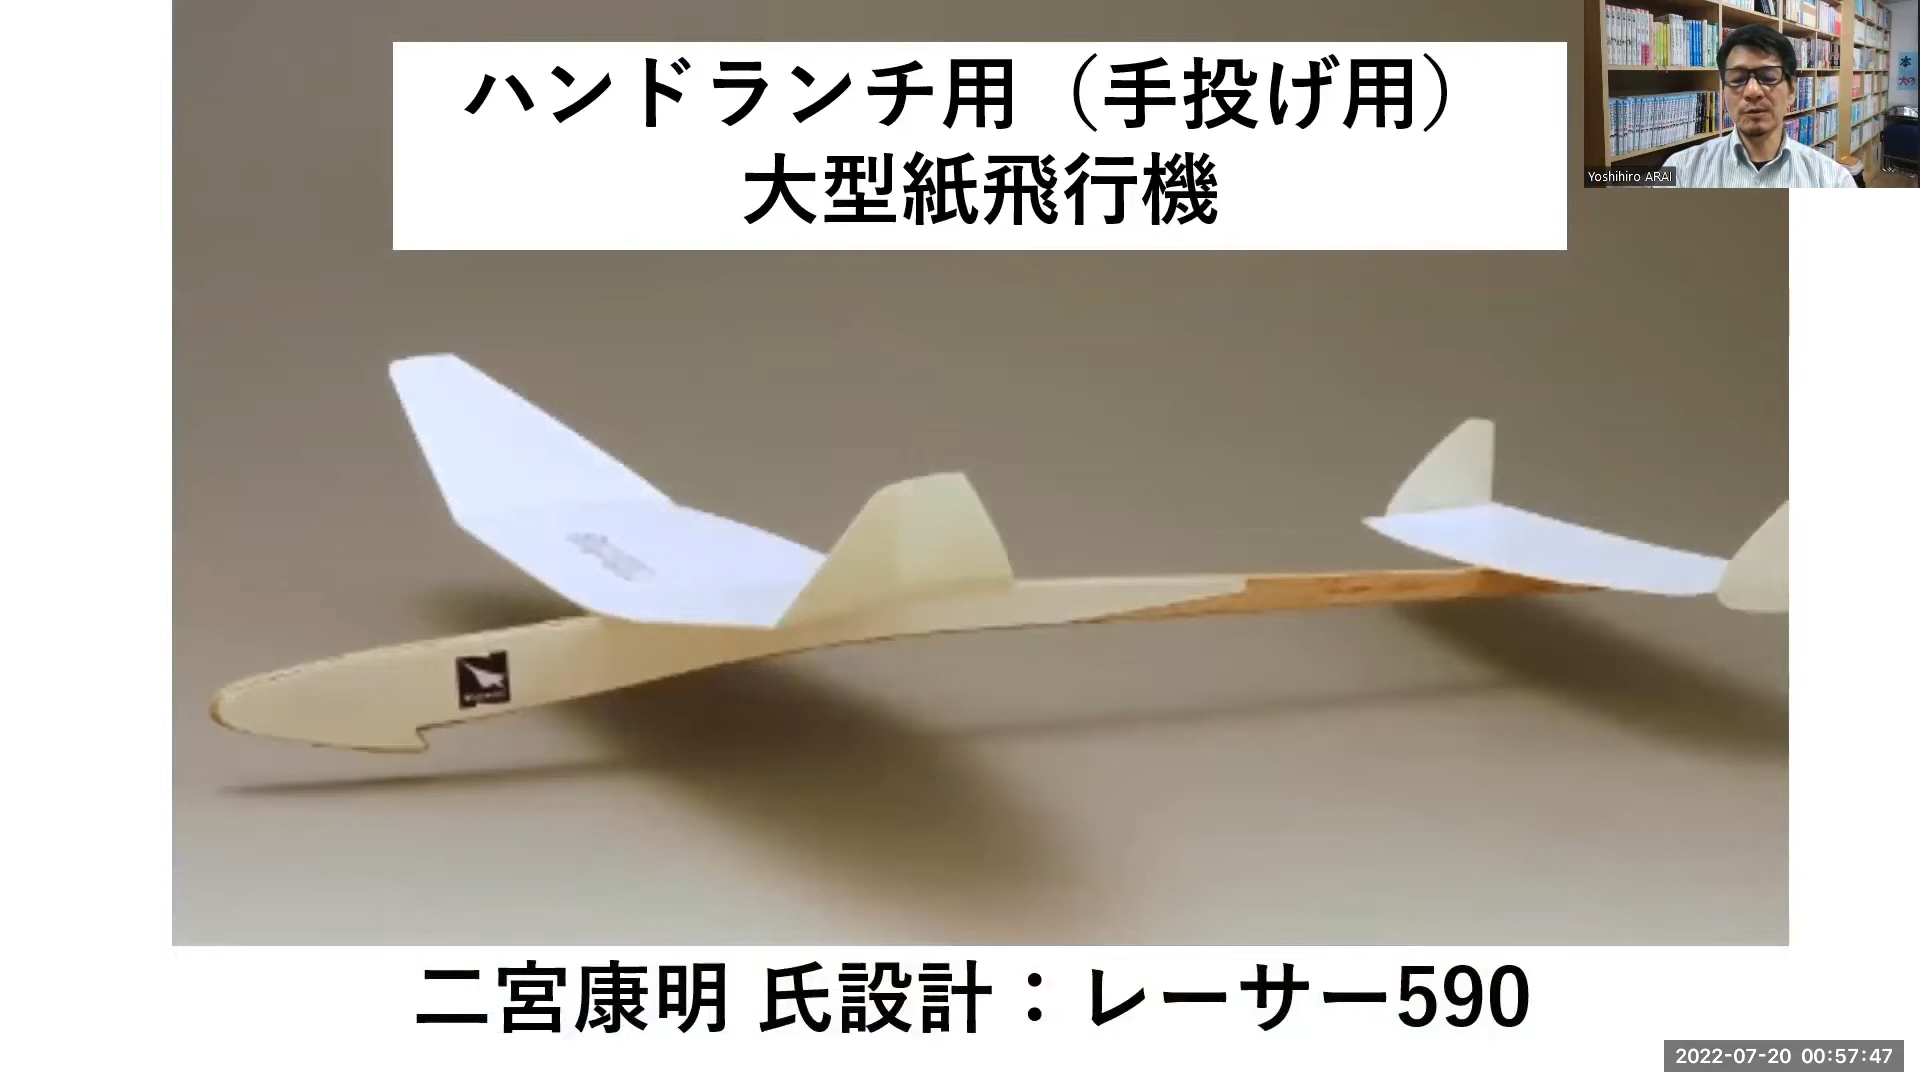 ハンドランチ用（手投げ用）
大型紙飛行機
Yoshihiro ARAI
本
二宮康明 氏設計：レーサー590
2022-07-20 00:57:47